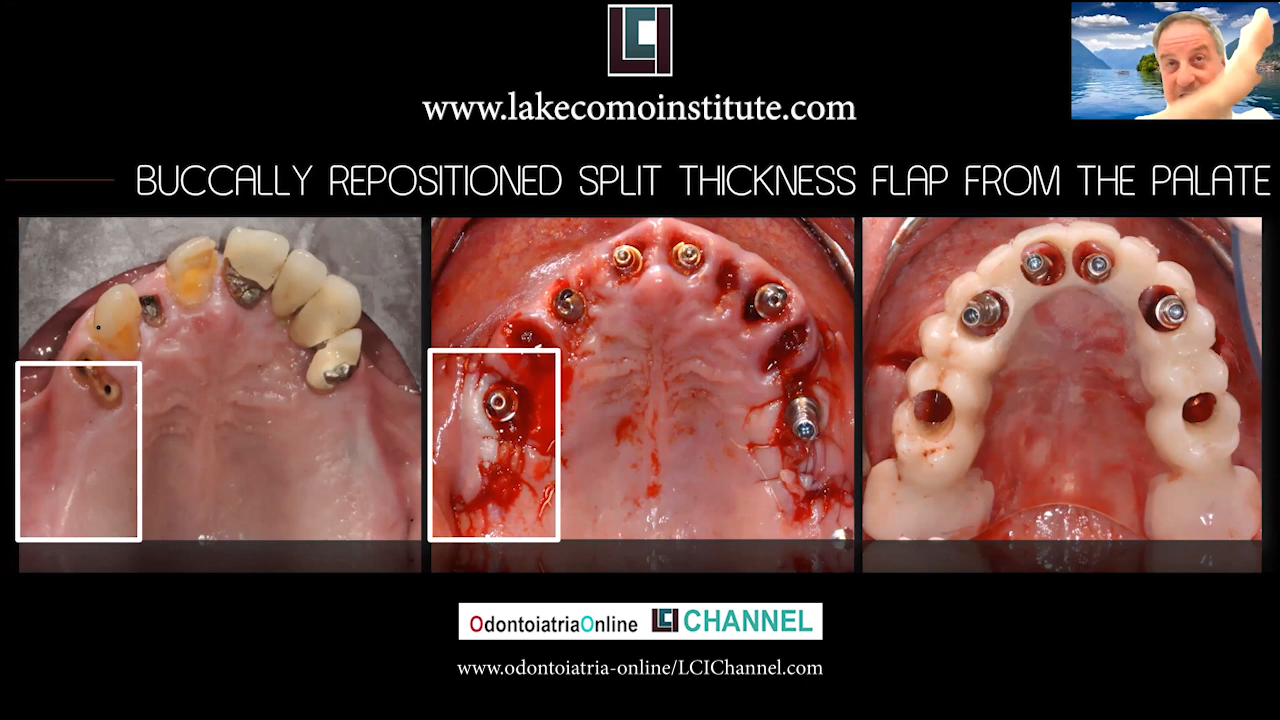 LCI
www.lakecomoinstitute.com
BUCCALLY REPOSITIONED SPLIT THICKNESS FLAP FROM THE PALATE
OdontoiatriaOnline LCI CHANNEL
www.odontoiatria-online/LCIChannel.com